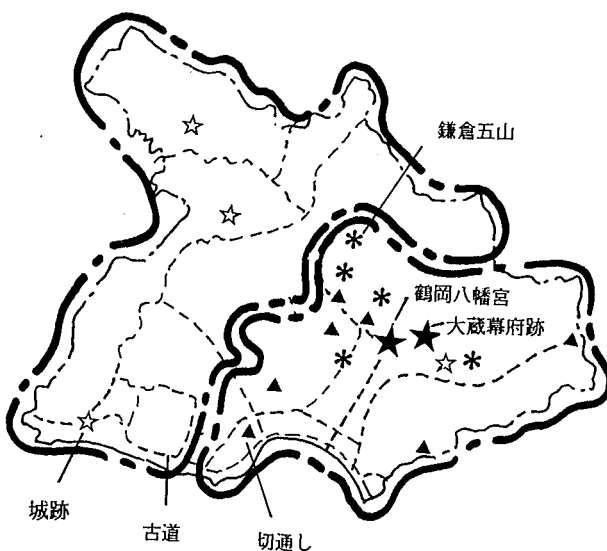 鎌倉五山
鶴岡八幡宮
大蔵幕府跡
城跡
古道
切通し